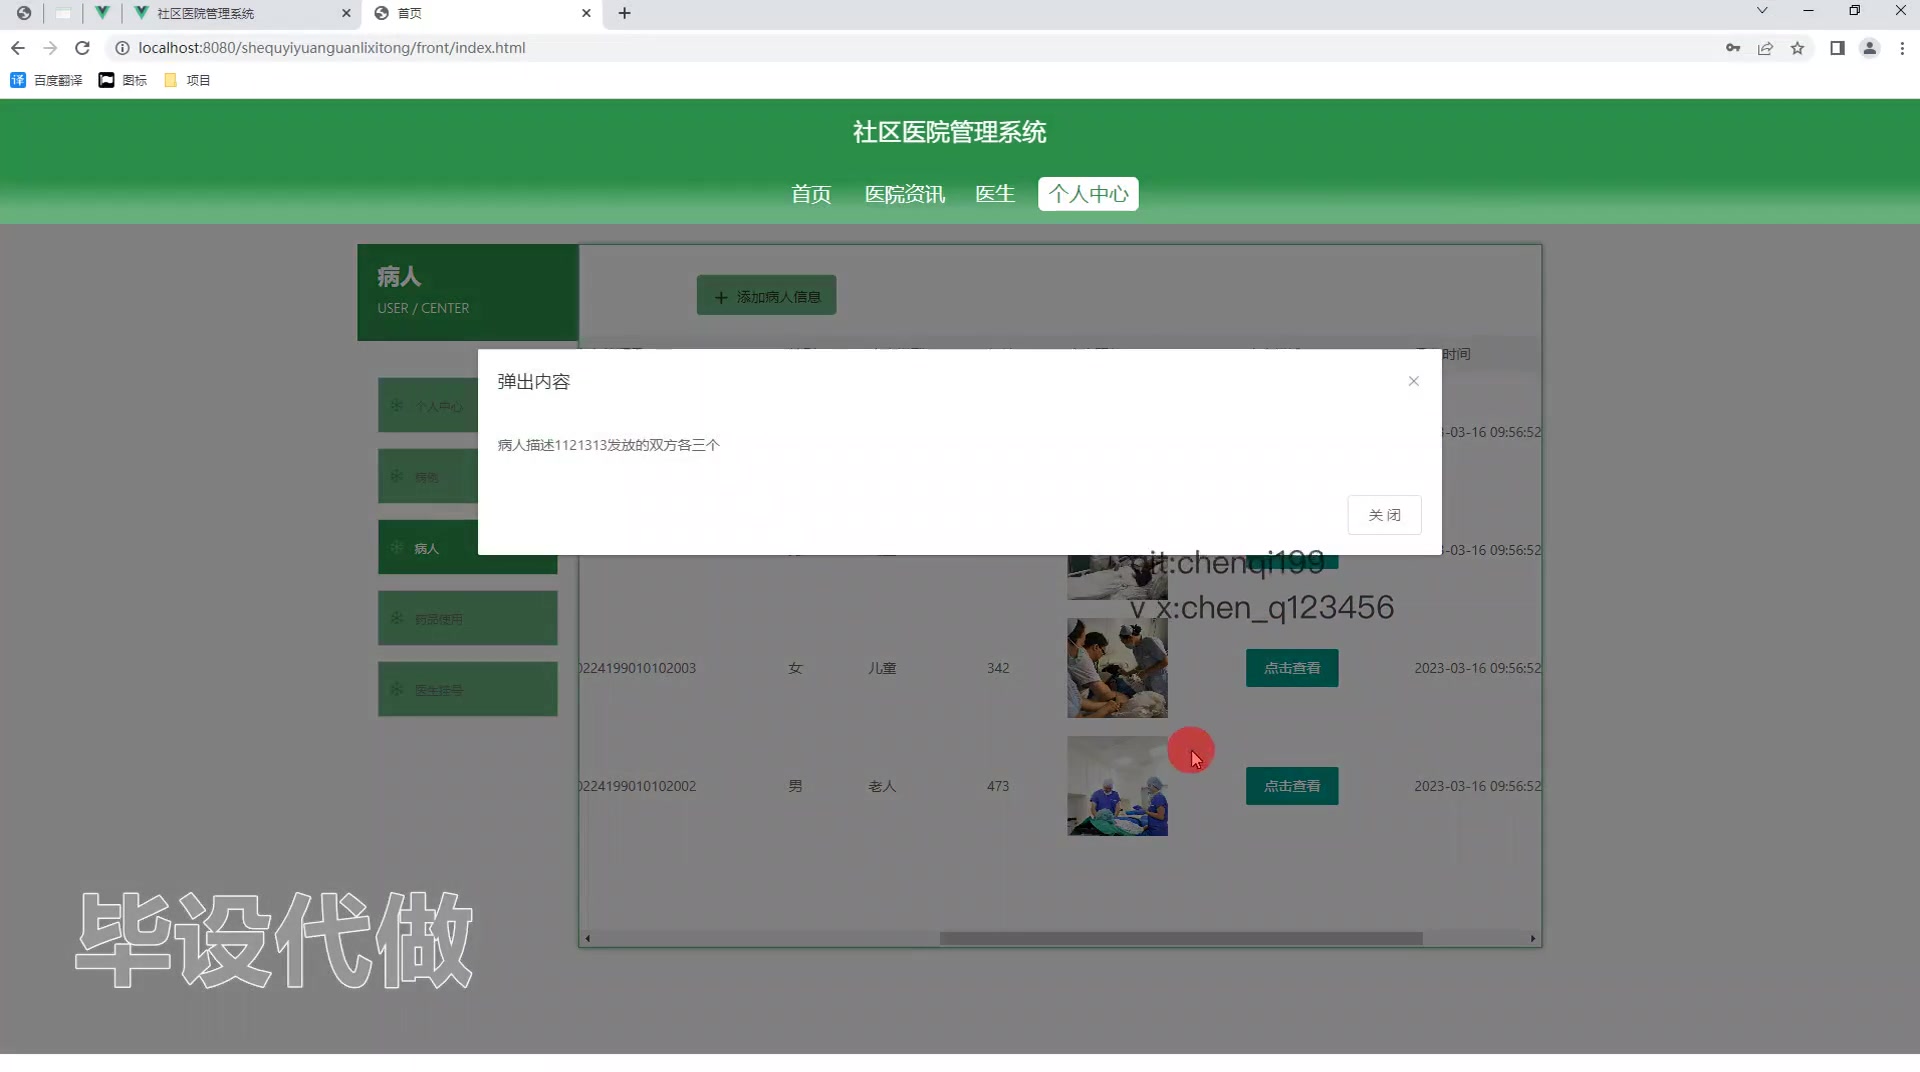 社区医院管理系统
首页
localhost:8080/shequyiyuanguanlixitong/front/index.html
百度翻译
图标
项目
社区医院管理系统
首页
医院资讯
医生
个人中心
病人
USER / CENTER
添加病人信息
时间
弹出内容
病人描述1121313发放的双方各三个
关 闭
个人中心
病例
病人
药品使用
医生挂号
-03-16 09:56:52
-03-16 09:56:52
git:chenqi199
v_x:chen_q123456
0224199010102003
女
儿童
342
点击查看
2023-03-16 09:56:52
0224199010102002
男
老人
473
点击查看
2023-03-16 09:56:52
毕设代做